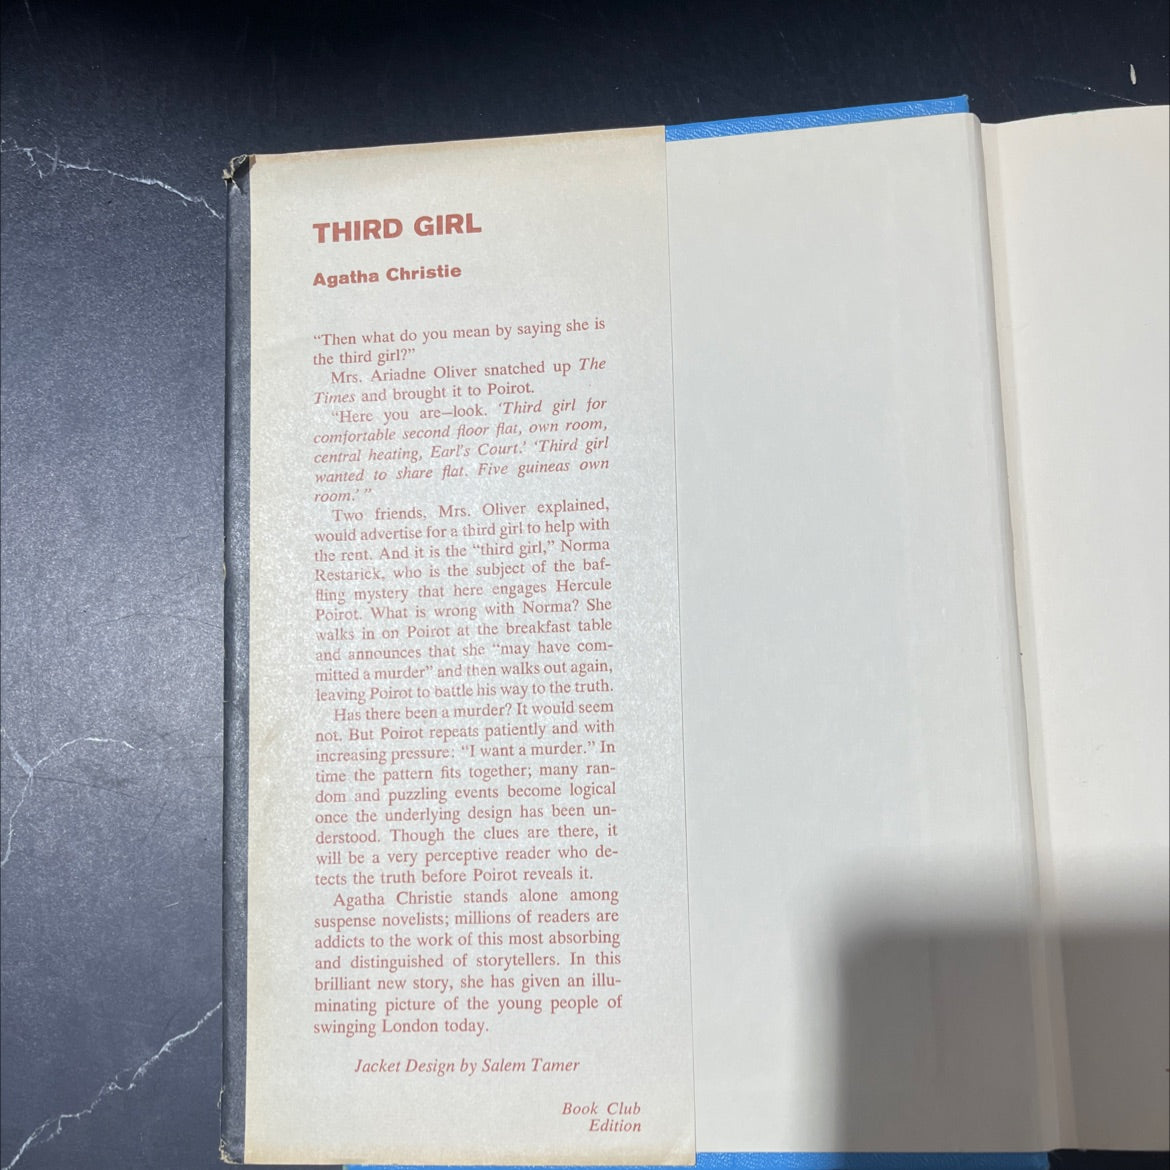 THIRD GIRL
Agatha Christie
“Then what do you mean by saying she is
the third girl?”
Mrs. Ariadne Oliver snatched up The
Times and brought it to Poirot.
“Here you are—look. ‘Third girl for
comfortable second floor flat, own room,
central heating, Earl’s Court.’ ‘Third girl
wanted to share flat. Five guineas own
room.’ ”
Two friends, Mrs. Oliver explained,
would advertise for a third girl to help with
the rent. And it is the “third girl,” Norma
Restarick, who is the subject of the baf-
fling mystery that here engages Hercule
Poirot. What is wrong with Norma? She
walks in on Poirot at the breakfast table
and announces that she “may have com-
mitted a murder” and then walks out again,
leaving Poirot to battle his way to the truth.
Has there been a murder? It would seem
not. But Poirot repeats patiently and with
increasing pressure: “I want a murder.” In
time the pattern fits together; many ran-
dom and puzzling events become logical
once the underlying design has been un-
derstood. Though the clues are there, it
will be a very perceptive reader who de-
tects the truth before Poirot reveals it.
Agatha Christie stands alone among
suspense novelists; millions of readers are
addicts to the work of this most absorbing
and distinguished of storytellers. In this
brilliant new story, she has given an illu-
minating picture of the young people of
swinging London today.
Jacket Design by Salem Tamer
Book Club
Edition